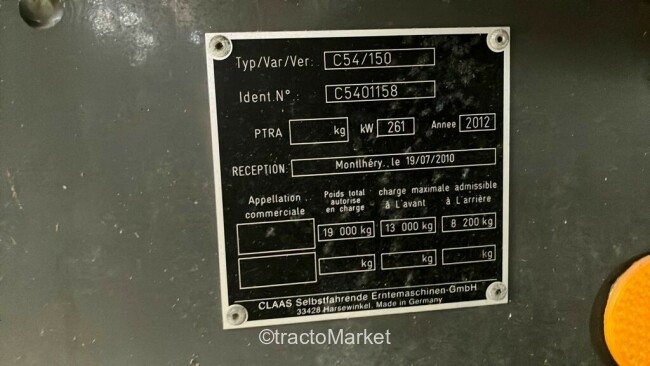 Typ/Var/Ver: C54/150
Ident.N°: C5401158
PTRA kg kW 261 Annee 2012
RECEPTION: Montlhéry, le 19/07/2010
Appellation commerciale
Poids total autorise en charge
charge maximale admissible
à L'avant à L'arrière
19 000 kg 13 000 kg 8 200 kg
kg kg kg
CLAAS Selbstfahrende Erntemaschinen-GmbH
33428 Harsewinkel. Made in Germany
©tractoMarket